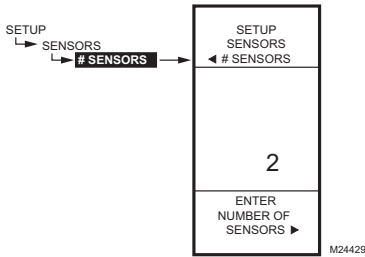 SETUP
SENSORS
# SENSORS
SETUP
SENSORS
◄ # SENSORS
2
ENTER
NUMBER OF
SENSORS ►
M24429